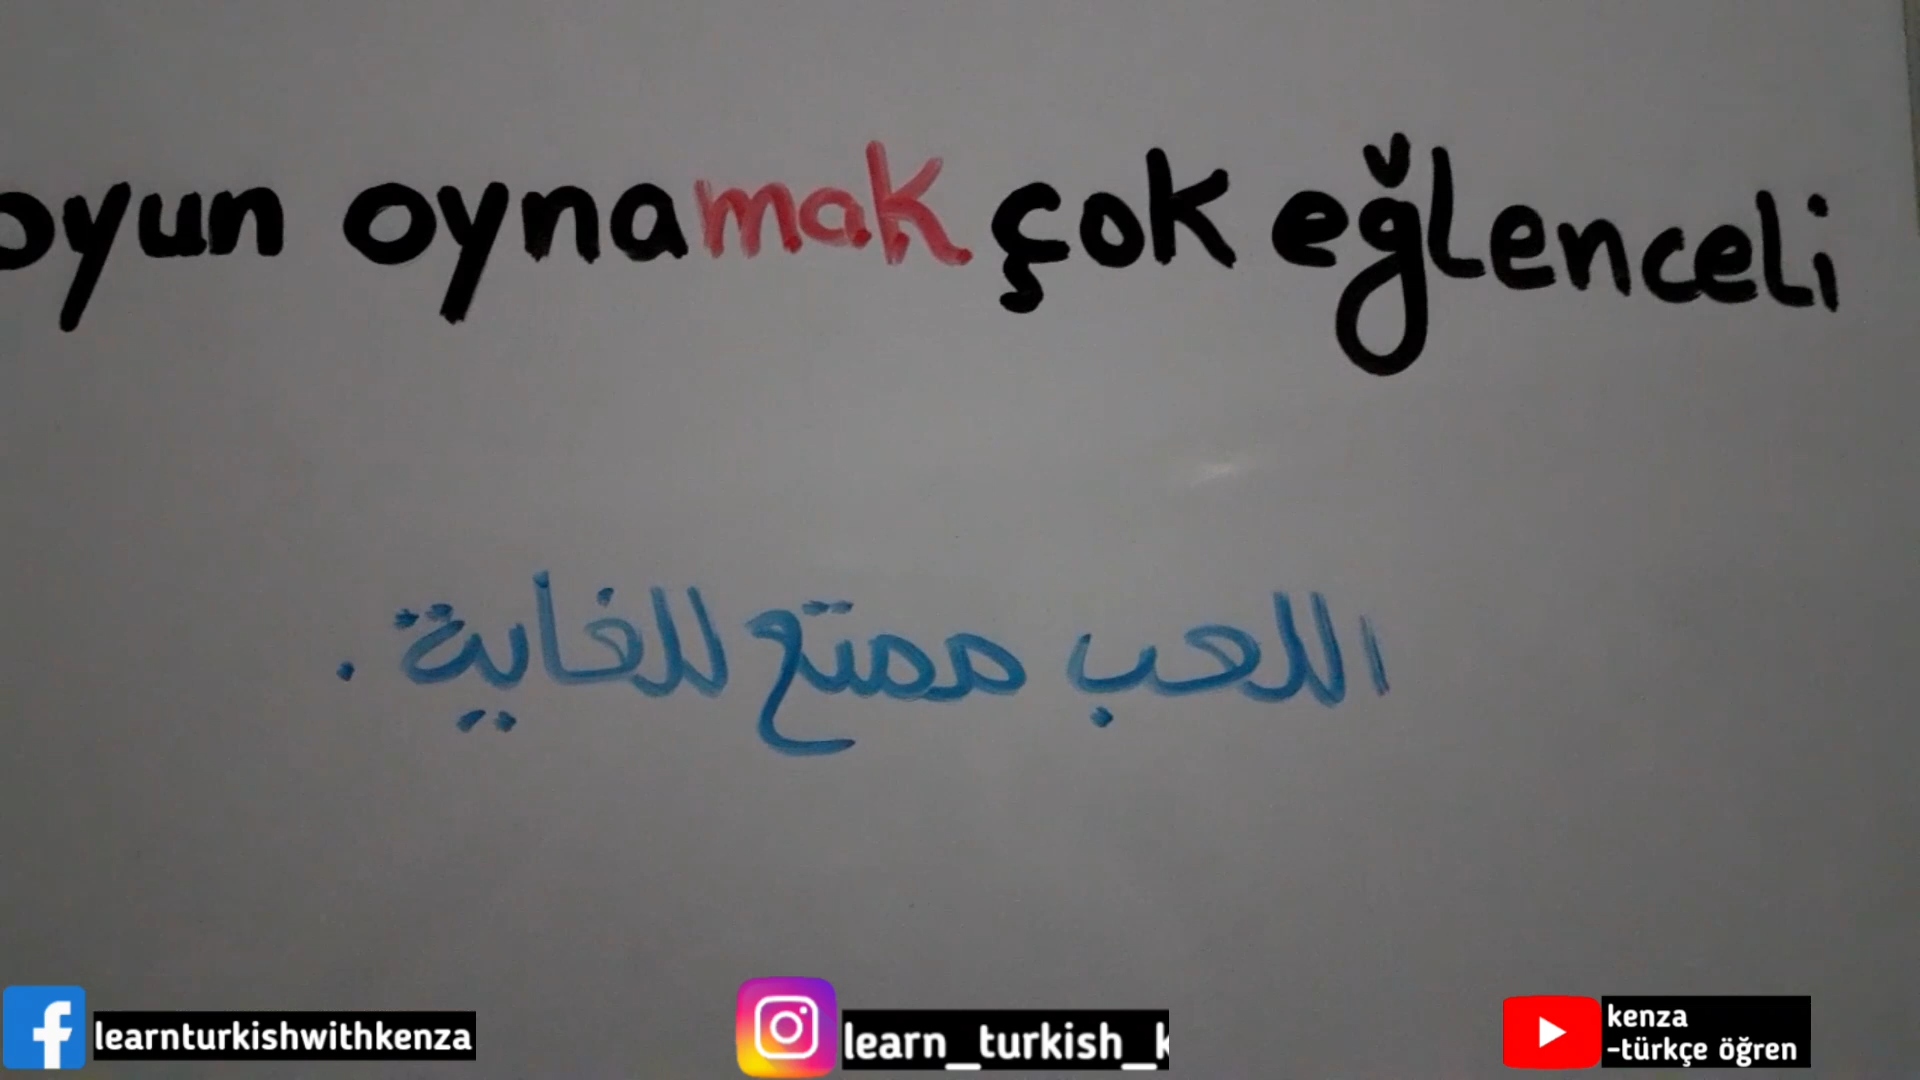 oyun oynamak çok eğlenceli
اللعب ممتع للغاية .
learnturkishwithkenza
learn_turkish_k
kenza
-türkçe öğren